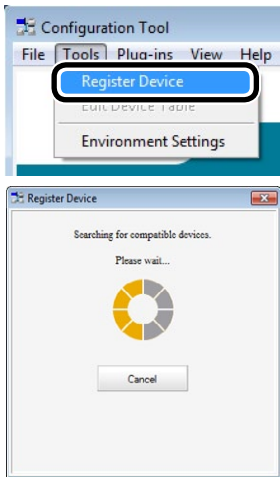 Configuration Tool
File Tools Plug-ins View Help
Register Device
Edit Device Table
Environment Settings
Register Device
Searching for compatible devices.
Please wait...
Cancel